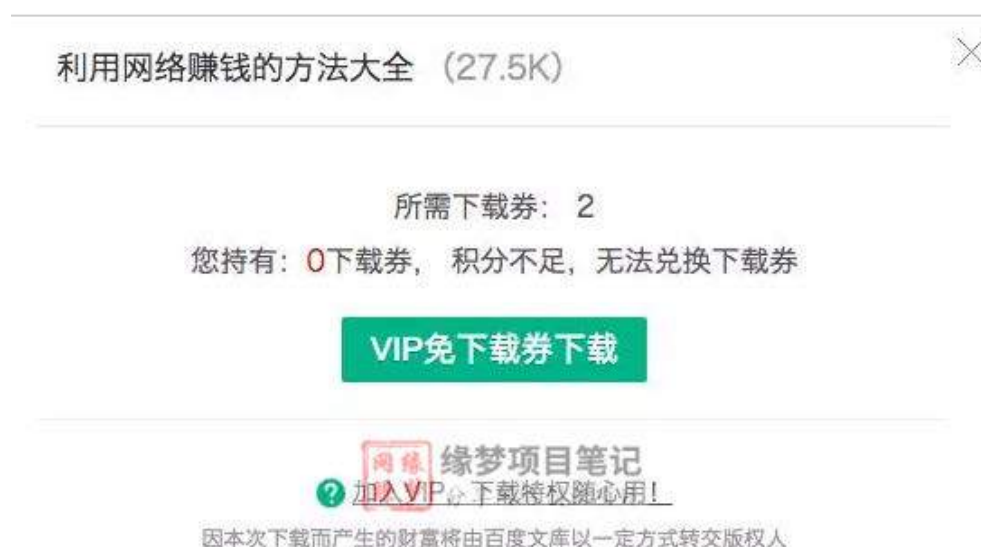 利用网络赚钱的方法大全 (27.5K)
所需下载券: 2
您持有: 0下载券, 积分不足, 无法兑换下载券
VIP免下载券下载
缘梦项目笔记
加入VIP, 下载特权随心用!
因本次下载而产生的财富将由百度文库以一定方式转交版权人